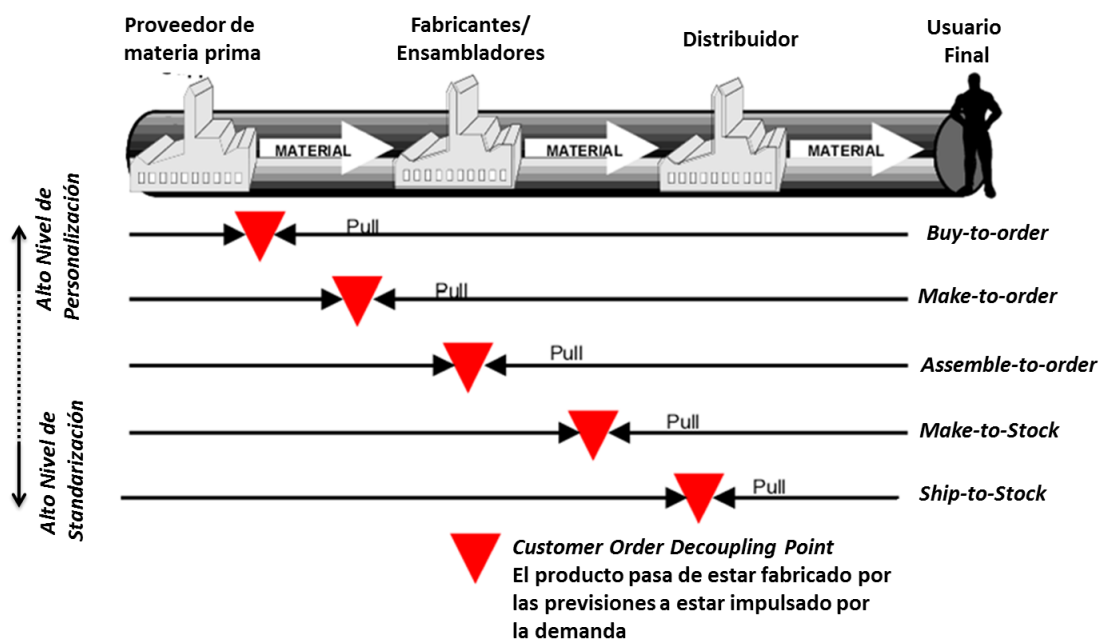 Proveedor de
materia prima
Fabricantes/
Ensambladores
Distribuidor
Usuario
Final
MATERIAL
MATERIAL
MATERIAL
Alto Nivel de
Personalización
Pull
Buy-to-order
Pull
Make-to-order
Pull
Assemble-to-order
Alto Nivel de
Standarización
Pull
Make-to-Stock
Pull
Ship-to-Stock
Customer Order Decoupling Point
El producto pasa de estar fabricado por
las previsiones a estar impulsado por
la demanda